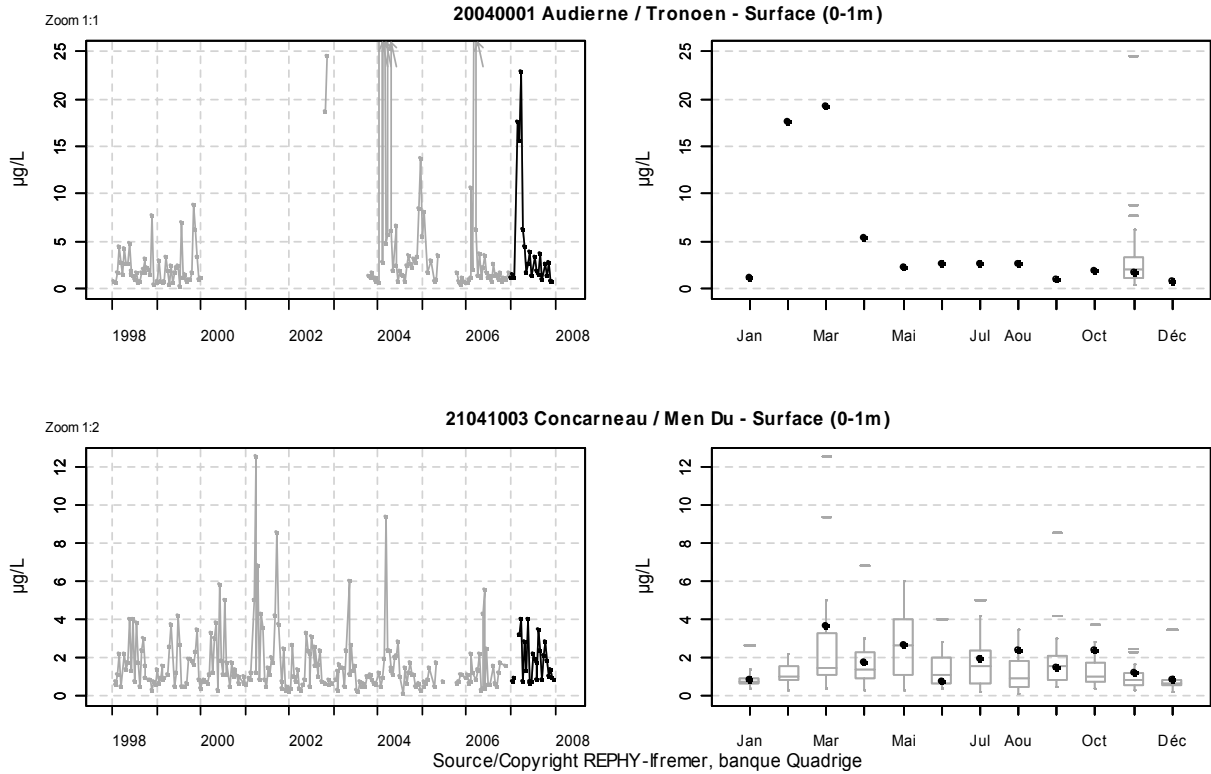 Zoom 1:1
20040001 Audierne / Tronoen - Surface (0-1m)
µg/L
25
20
15
10
5
0
1998 2000 2002 2004 2006 2008
µg/L
25
20
15
10
5
0
Jan Mar Mai Jul Aou Oct Déc
Zoom 1:2
21041003 Concarneau / Men Du - Surface (0-1m)
µg/L
12
10
8
6
4
2
0
1998 2000 2002 2004 2006 2008
µg/L
12
10
8
6
4
2
0
Jan Mar Mai Jul Aou Oct Déc
Source/Copyright REPHY-Ifremer, banque Quadrige